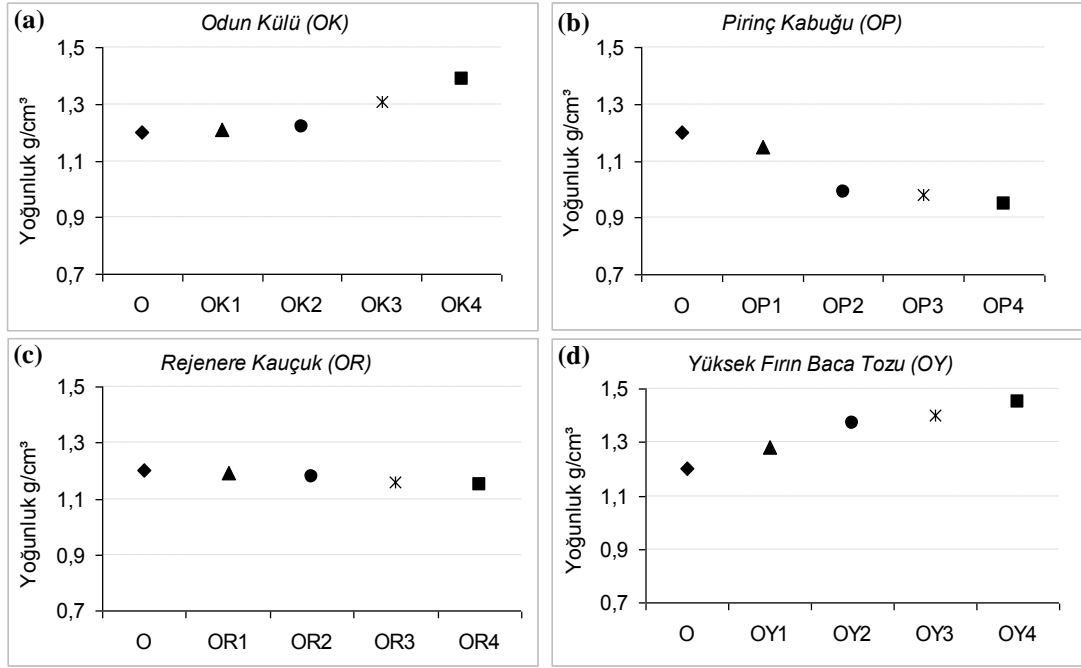 (a)
Odun Külü (OK)
Yoğunluk g/cm³
1,5
1,3
1,1
0,9
0,7
O OK1 OK2 OK3 OK4
(b)
Pirinç Kabuğu (OP)
Yoğunluk g/cm³
1,5
1,3
1,1
0,9
0,7
O OP1 OP2 OP3 OP4
(c)
Rejenere Kauçuk (OR)
Yoğunluk g/cm³
1,5
1,3
1,1
0,9
0,7
O OR1 OR2 OR3 OR4
(d)
Yüksek Fırın Baca Tozu (OY)
Yoğunluk g/cm³
1,5
1,3
1,1
0,9
0,7
O OY1 OY2 OY3 OY4